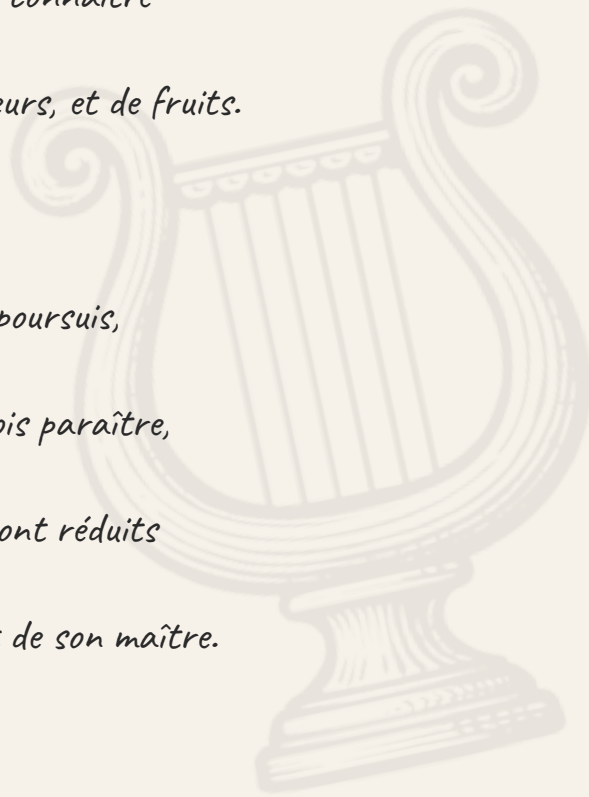 connaître
eurs, et de fruits.
poursuis,
ois paraître,
ont réduits
de son maître.